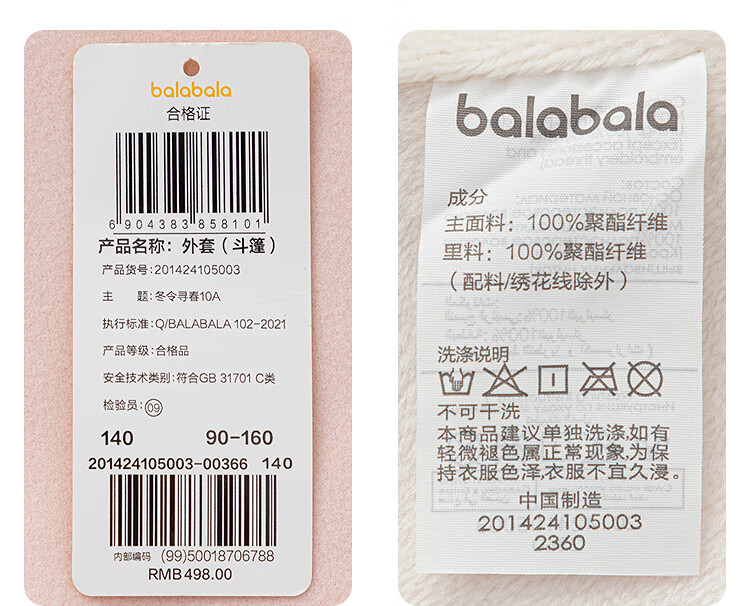 balabala
合格证
6 904383 858101
产品名称：外套（斗篷）
产品货号：201424105003
主 题：冬令寻春10A
执行标准：Q/BALABALA 102-2021
产品等级：合格品
安全技术类别：符合GB 31701 C类
检验员：09
140 90-160
201424105003-00366 140
内部编码 (99)50018706788
RMB 498.00
balabala
成分
主面料：100%聚酯纤维
里料：100%聚酯纤维
（配料/绣花线除外）
洗涤说明
不可干洗
本商品建议单独洗涤,如有
轻微褪色属正常现象,为保
持衣服色泽,衣服不宜久浸。
中国制造
201424105003
2360